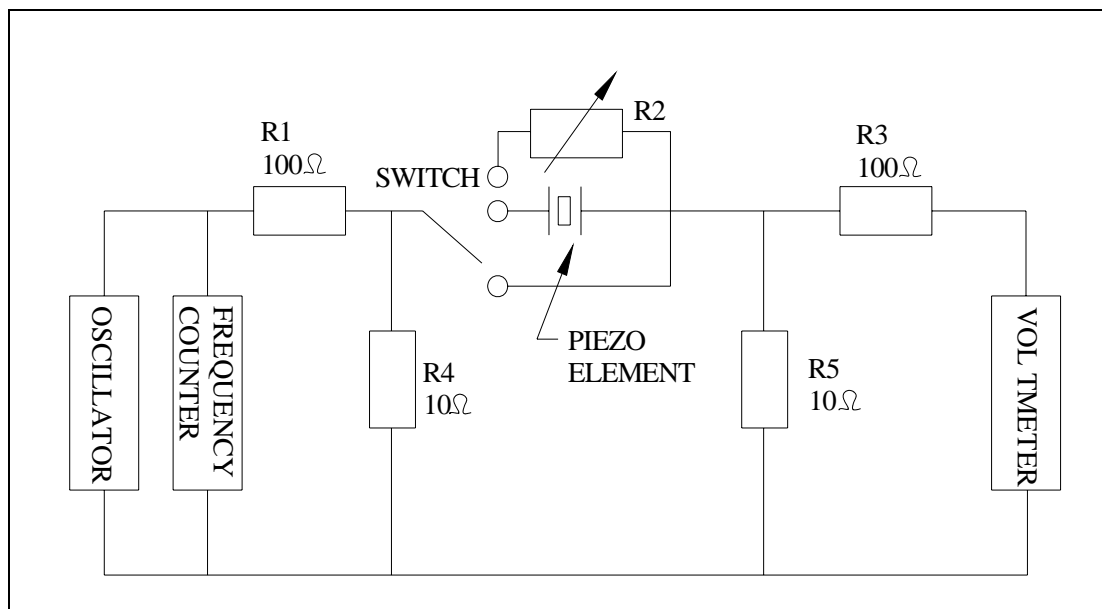 R1
100Ω
SWITCH
R2
R3
100Ω
OSCILLATOR
FREQUENCY
COUNTER
R4
10Ω
PIEZO
ELEMENT
R5
10Ω
VOL TMETER